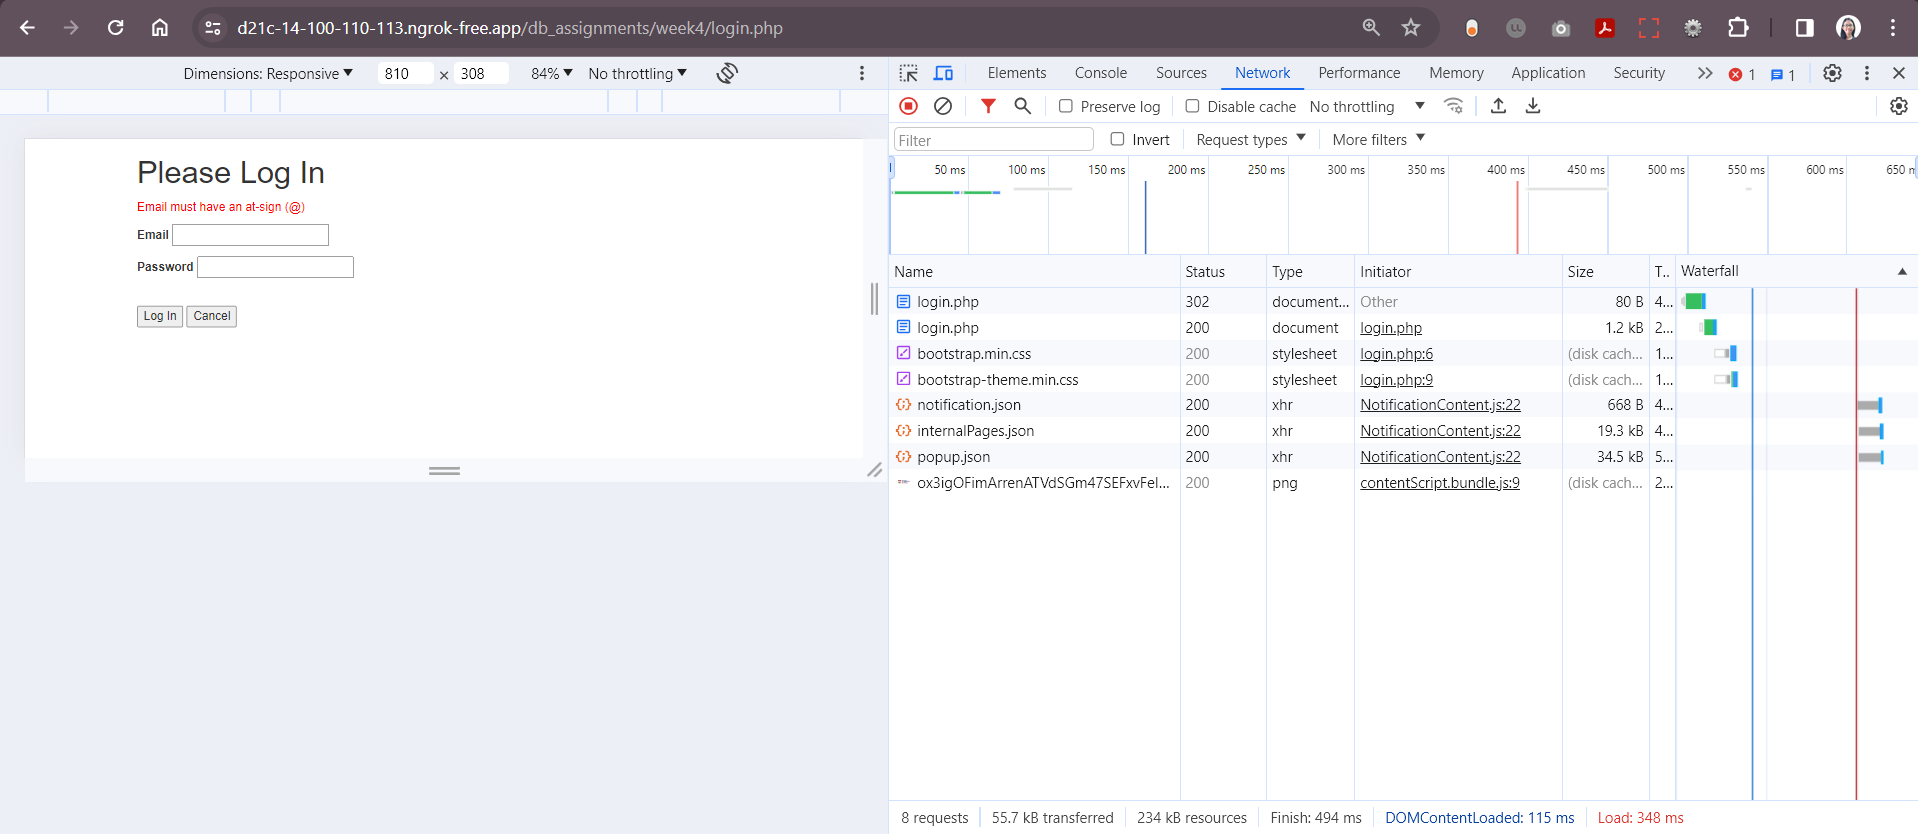 d21c-14-100-110-113.ngrok-free.app/db_assignments/week4/login.php
Dimensions: Responsive 810 × 308 84% No throttling
Please Log In
Email must have an at-sign (@)
Email
Password
Log In Cancel
Elements Console Sources Network Performance Memory Application Security 1 1
Preserve log Disable cache No throttling
Filter Invert Request types More filters
50 ms 100 ms 150 ms 200 ms 250 ms 300 ms 350 ms 400 ms 450 ms 500 ms 550 ms 600 ms 650 m
Name Status Type Initiator Size T.. Waterfall
login.php 302 document... Other 80 B 4...
login.php 200 document login.php 1.2 kB 2...
bootstrap.min.css 200 stylesheet login.php:6 (disk cach... 1...
bootstrap-theme.min.css 200 stylesheet login.php:9 (disk cach... 1...
notification.json 200 xhr NotificationContent.js:22 668 B 4...
internalPages.json 200 xhr NotificationContent.js:22 19.3 kB 4...
popup.json 200 xhr NotificationContent.js:22 34.5 kB 5...
ox3igOFimArrenATVdSGm47SEFxvFeI... 200 png contentScript.bundle.js:9 (disk cach... 2...
8 requests 55.7 kB transferred 234 kB resources Finish: 494 ms DOMContentLoaded: 115 ms Load: 348 ms